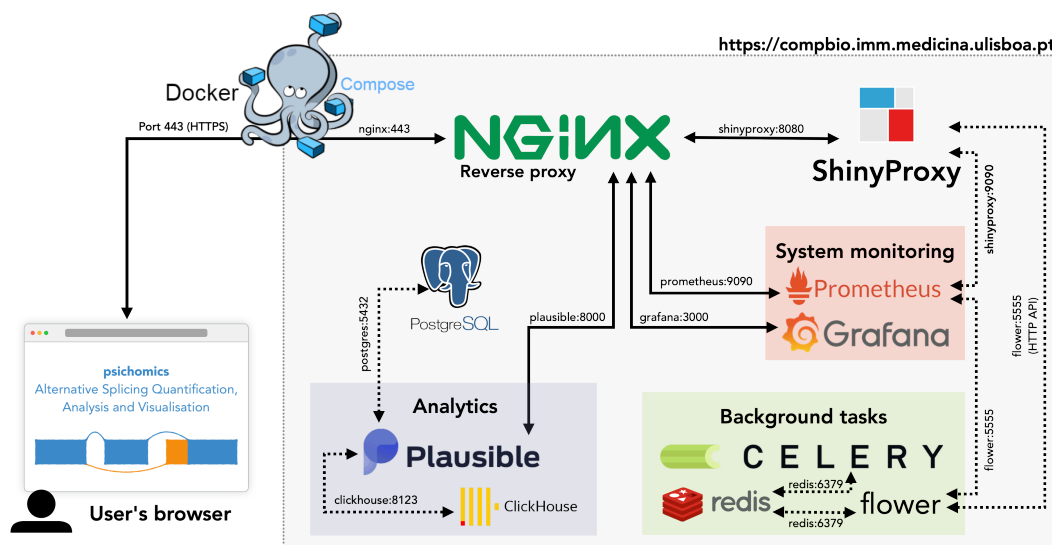 https://compbio.imm.medicina.ulisboa.pt
Docker
Compose
Port 443 (HTTPS)
nginx:443
NGINX
Reverse proxy
shinyproxy:8080
ShinyProxy
shinyproxy:9090
System monitoring
Prometheus
Grafana
prometheus:9090
grafana:3000
plausible:8000
PostgreSQL
postgres:5432
flower:5555
(HTTP API)
flower:5555
psichomics
Alternative Splicing Quantification,
Analysis and Visualisation
User's browser
Analytics
Plausible
clickhouse:8123
ClickHouse
Background tasks
CELERY
redis:6379
redis
flower
redis:6379